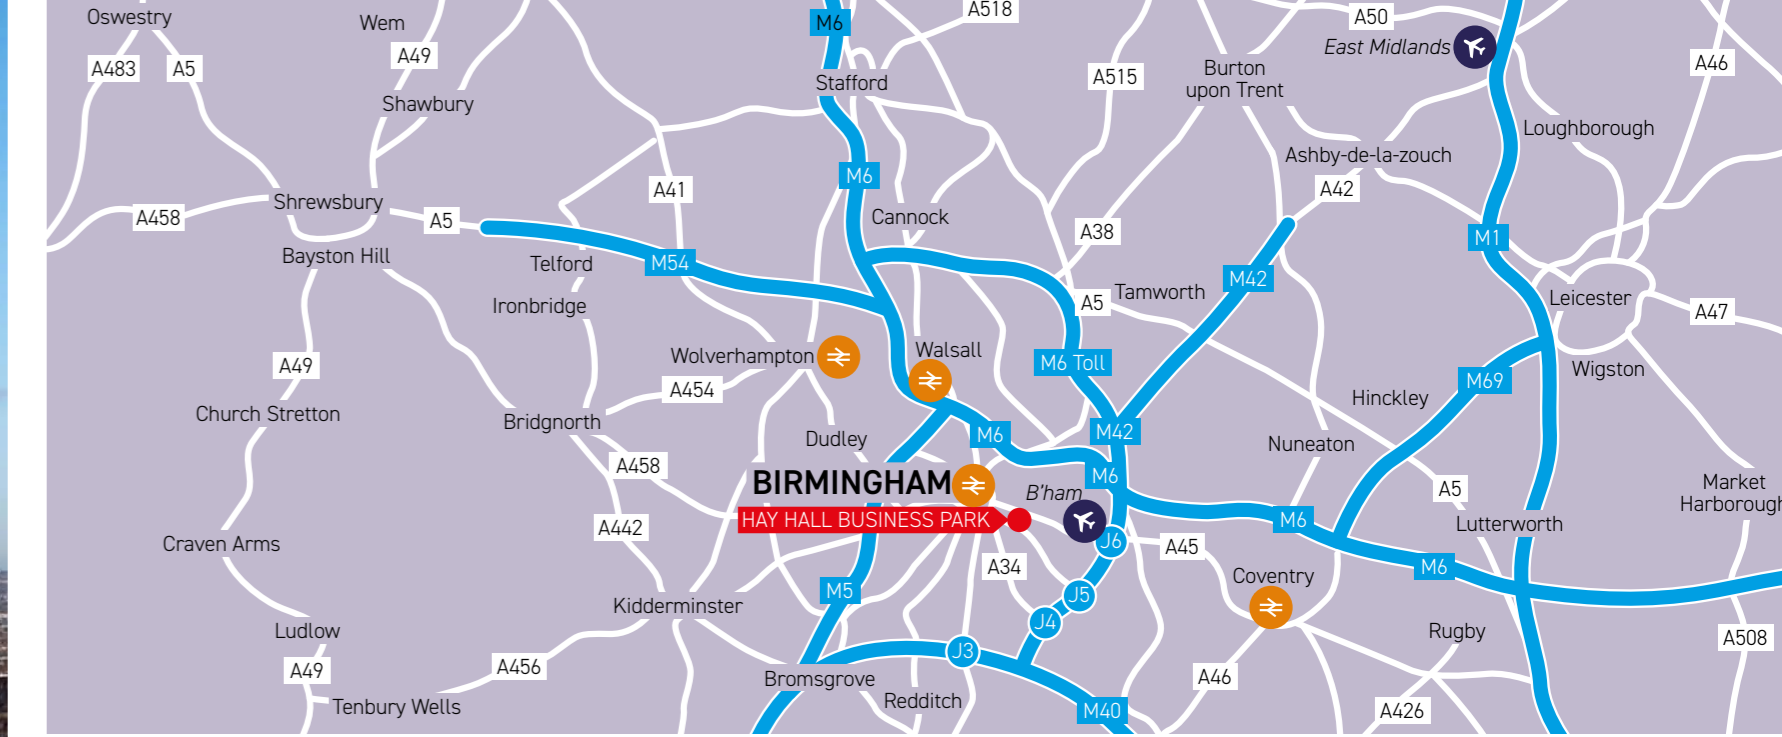 Oswestry
Wem
M6
A518
A50
East Midlands
A483
A5
A49
Stafford
A515
Burton
upon Trent
A46
Shawbury
Loughborough
Ashby-de-la-zouch
M6
A41
A42
Shrewsbury
A458
A5
Cannock
A38
M1
Bayston Hill
Telford
M54
M42
Ironbridge
A5
Tamworth
Leicester
A47
Wolverhampton
Walsall
M6 Toll
A49
A454
M69
Wigston
Church Stretton
Bridgnorth
Dudley
M6
M42
Hinckley
Nuneaton
A458
BIRMINGHAM
B'ham
M6
A5
Market
Harborough
HAY HALL BUSINESS PARK
A442
M6
Lutterworth
Craven Arms
J6
A45
A34
M6
Coventry
M5
J5
Kidderminster
J4
Ludlow
Rugby
A508
J3
A49
A456
A46
Bromsgrove
Redditch
Tenbury Wells
M40
A426